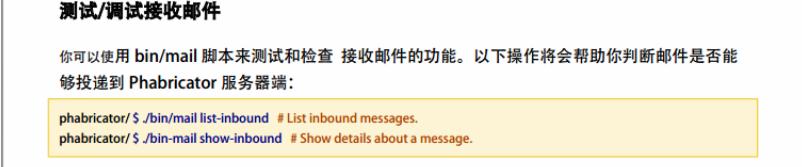 测试/调试接收邮件
你可以使用 bin/mail 脚本来测试和检查 接收邮件的功能。以下操作将会帮助你判断邮件是否能
够投递到 Phabricator 服务器端：
phabricator/ $ ./bin/mail list-inbound # List inbound messages.
phabricator/ $ ./bin-mail show-inbound # Show details about a message.